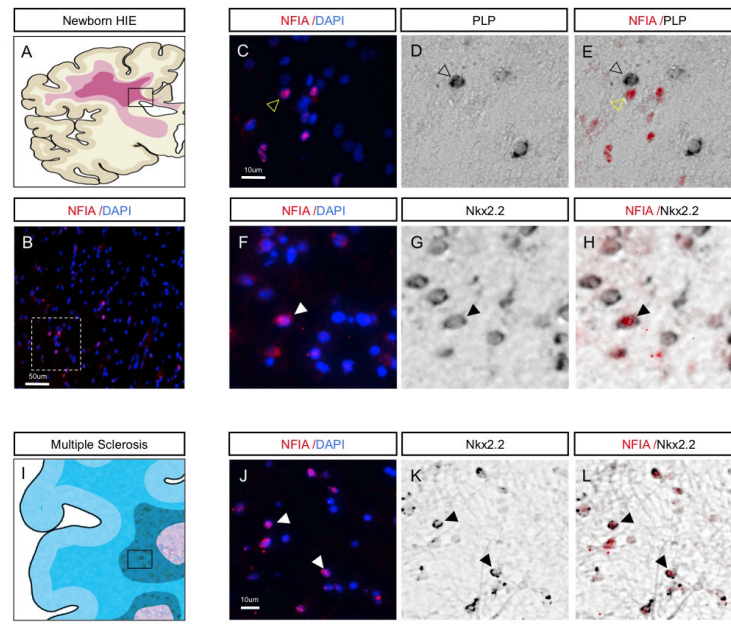 Newborn HIE
NFIA /DAPI
PLP
NFIA /PLP
A
C
D
E
10um
NFIA /DAPI
NFIA /DAPI
Nkx2.2
NFIA /Nkx2.2
B
F
G
H
50um
Multiple Sclerosis
NFIA /DAPI
Nkx2.2
NFIA /Nkx2.2
I
J
K
L
10um